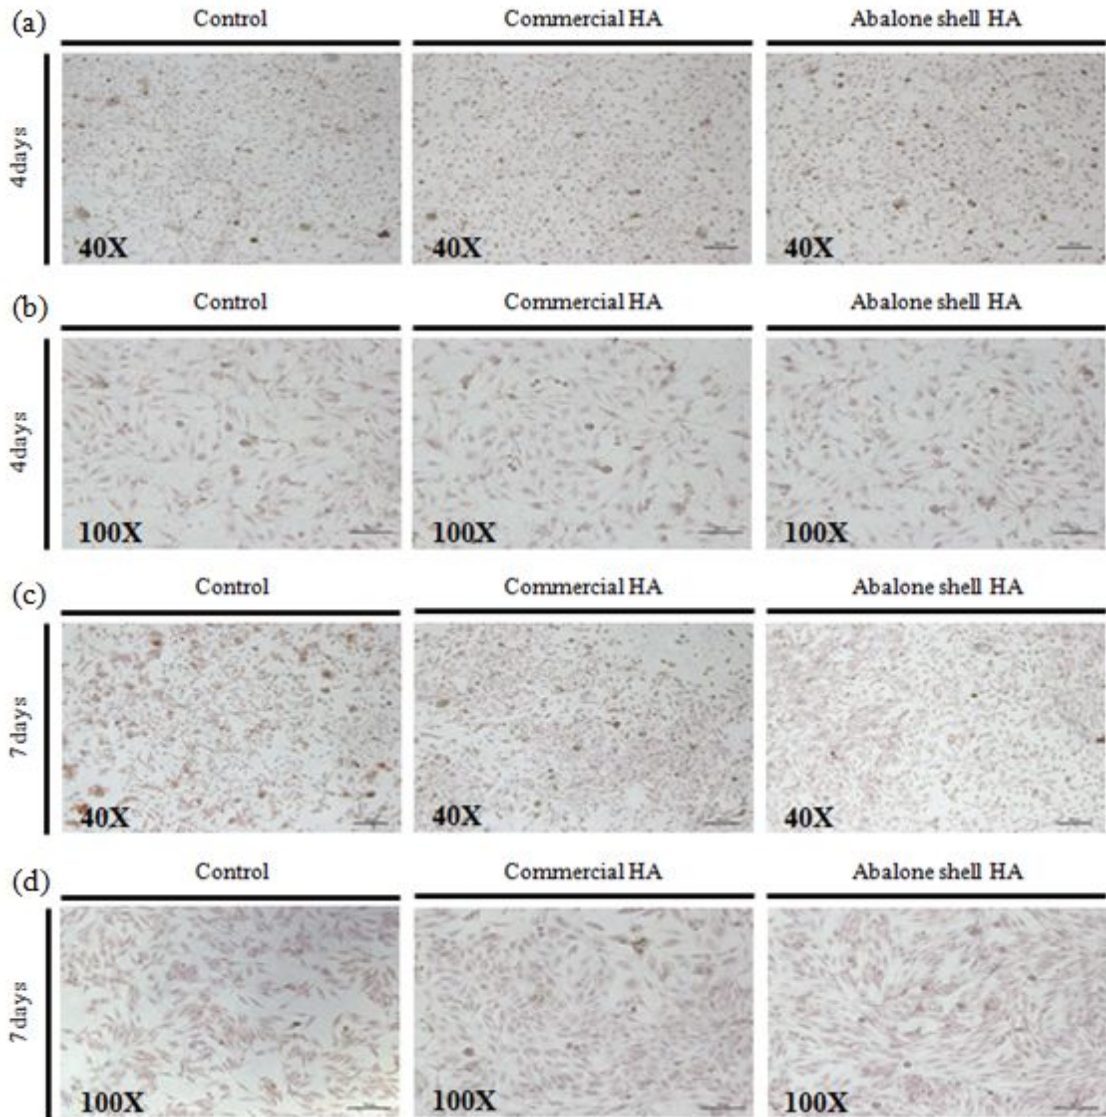 (a)
Control Commercial HA Abalone shell HA
4days
40X 40X 40X
(b)
Control Commercial HA Abalone shell HA
4days
100X 100X 100X
(c)
Control Commercial HA Abalone shell HA
7days
40X 40X 40X
(d)
Control Commercial HA Abalone shell HA
7days
100X 100X 100X